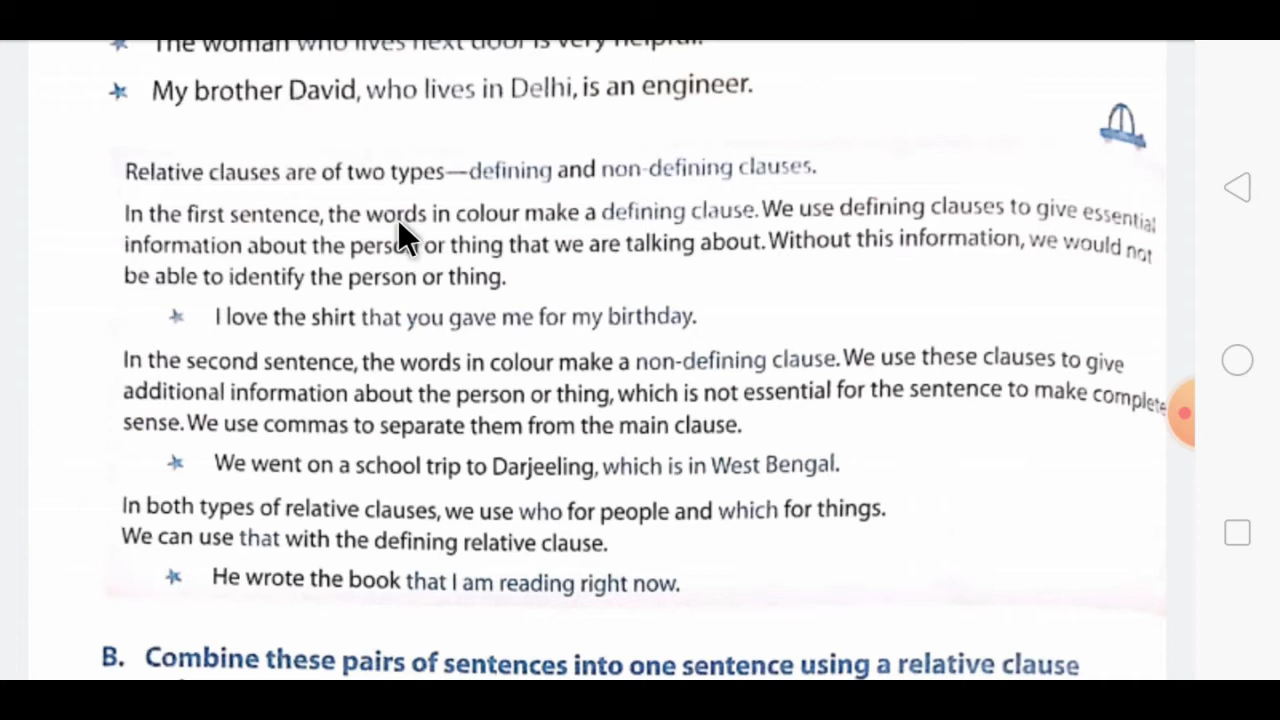 The woman who lives next door is very helpful.
My brother David, who lives in Delhi, is an engineer.
Relative clauses are of two types—defining and non-defining clauses.
In the first sentence, the words in colour make a defining clause. We use defining clauses to give essential
information about the person or thing that we are talking about. Without this information, we would not
be able to identify the person or thing.
I love the shirt that you gave me for my birthday.
In the second sentence, the words in colour make a non-defining clause. We use these clauses to give
additional information about the person or thing, which is not essential for the sentence to make complete
sense. We use commas to separate them from the main clause.
We went on a school trip to Darjeeling, which is in West Bengal.
In both types of relative clauses, we use who for people and which for things.
We can use that with the defining relative clause.
He wrote the book that I am reading right now.
B. Combine these pairs of sentences into one sentence using a relative clause